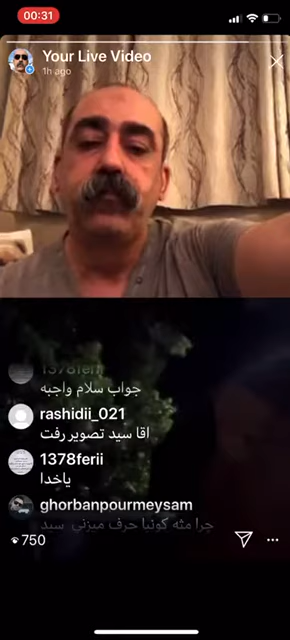 00:31
Your Live Video
1h ago
1378ferii
جواب سلام واجبه
rashidii_021
اقا سید تصویر رفت
1378ferii
یاخدا
ghorbanpourmeysam
چرا مثه کونیا حرف میزنی سید
750